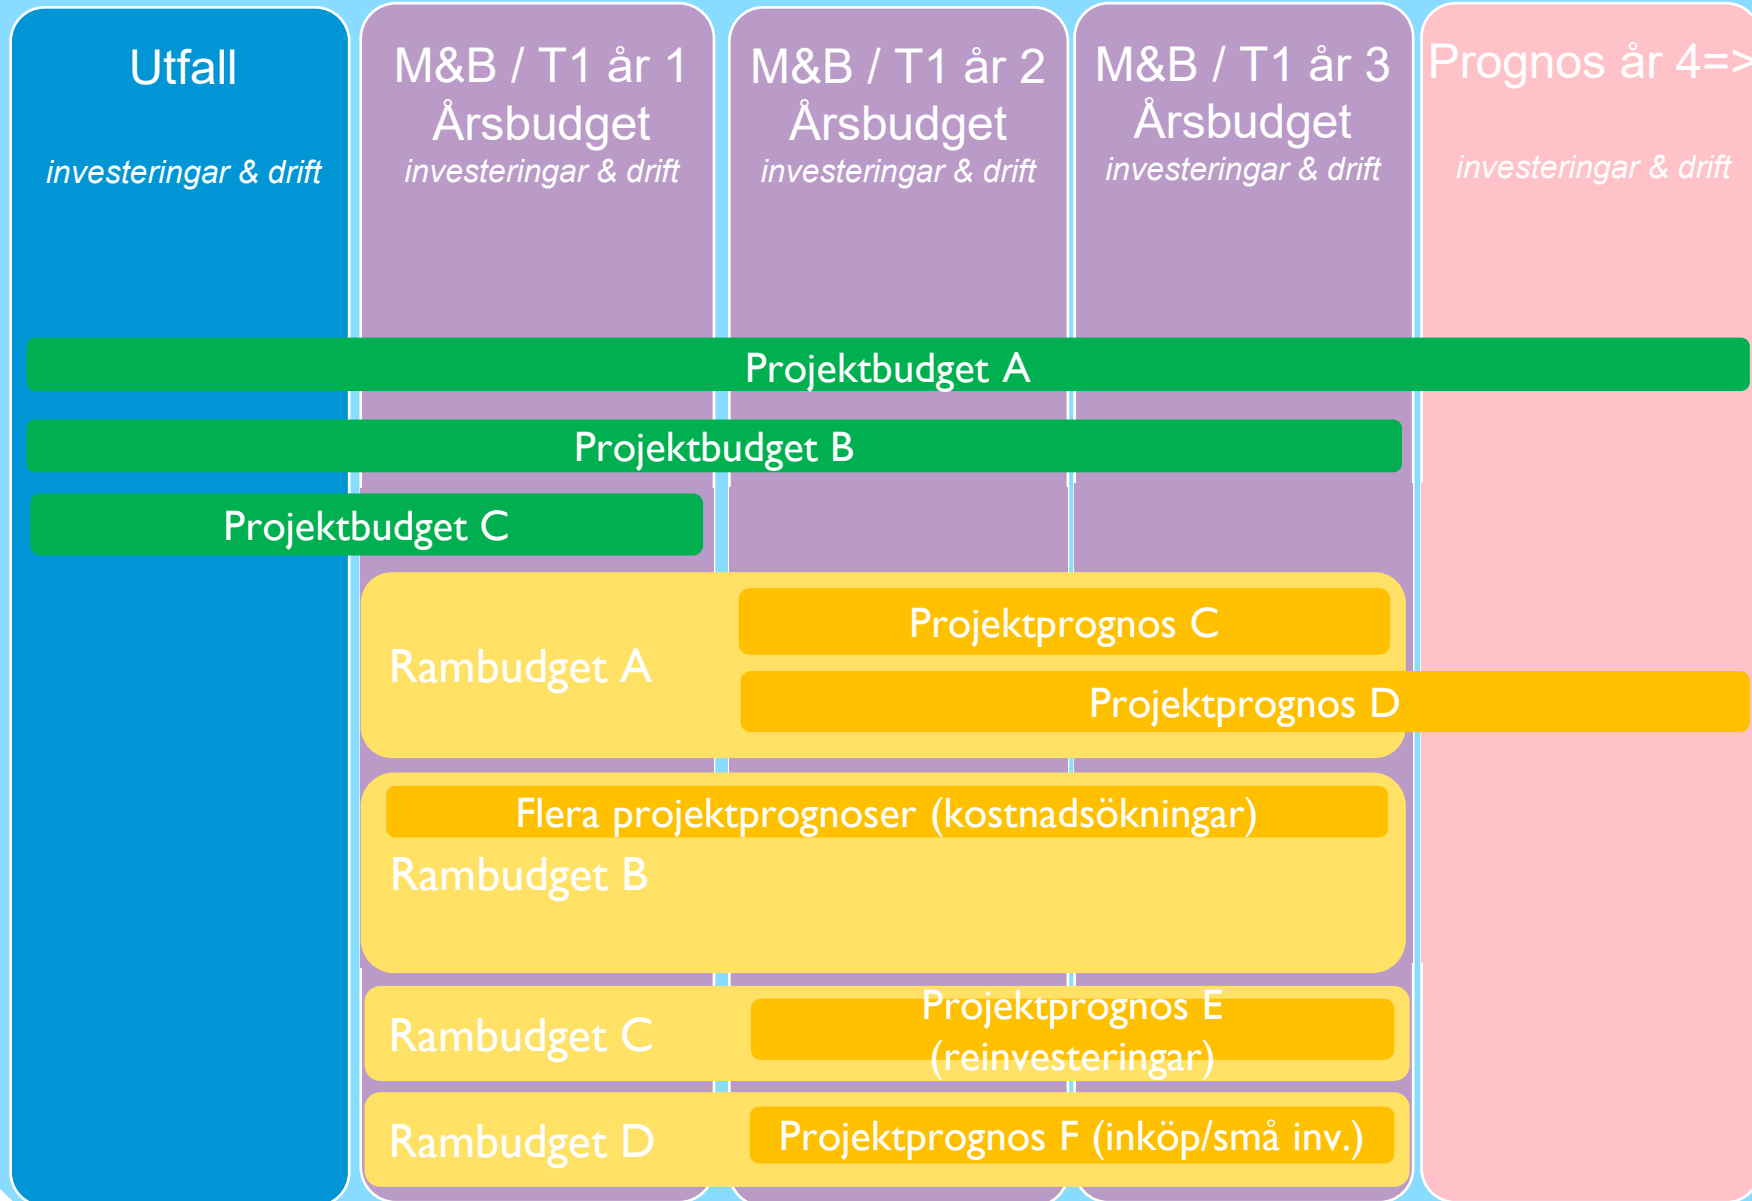 Utfall
investeringar & drift
M&B / T1 år 1
Årsbudget
investeringar & drift
M&B / T1 år 2
Årsbudget
investeringar & drift
M&B / T1 år 3
Årsbudget
investeringar & drift
Prognos år 4=>
investeringar & drift
Projektbudget A
Projektbudget B
Projektbudget C
Rambudget A
Projektprognos C
Projektprognos D
Flera projektprognoser (kostnadsökningar)
Rambudget B
Rambudget C
Projektprognos E
(reinvesteringar)
Rambudget D
Projektprognos F (inköp/små inv.)